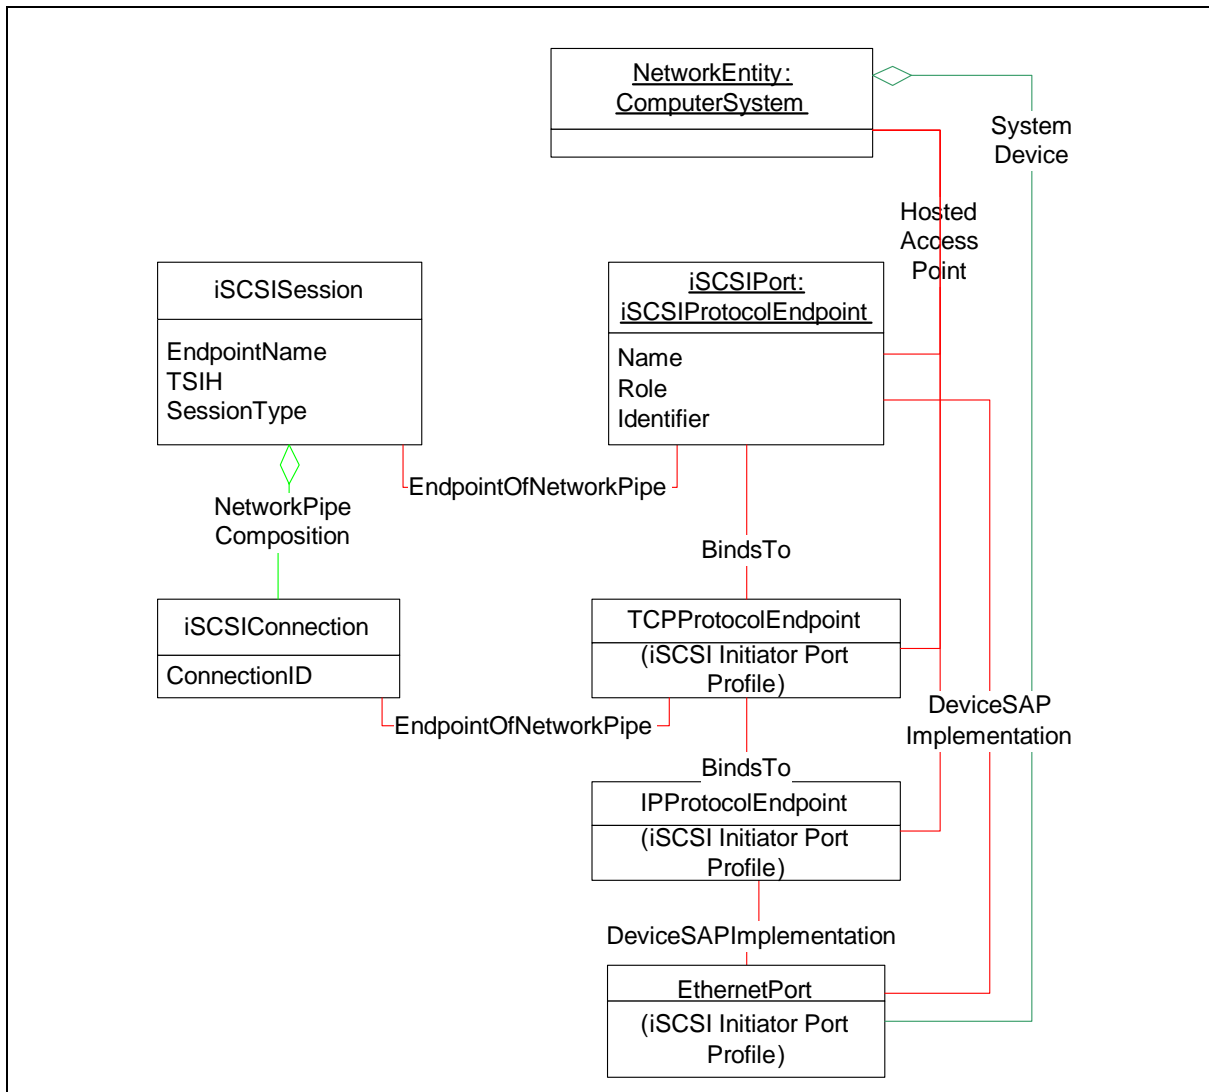 NetworkEntity:
ComputerSystem
System
Device
Hosted
Access
Point
iSCSISession
EndpointName
TSIH
SessionType
iSCSIPort:
iSCSIProtocolEndpoint
Name
Role
Identifier
EndpointOfNetworkPipe
NetworkPipe
Composition
BindsTo
iSCSIConnection
ConnectionID
TCPProtocolEndpoint
(iSCSI Initiator Port
Profile)
EndpointOfNetworkPipe
DeviceSAP
Implementation
BindsTo
IPProtocolEndpoint
(iSCSI Initiator Port
Profile)
DeviceSAPImplementation
EthernetPort
(iSCSI Initiator Port
Profile)